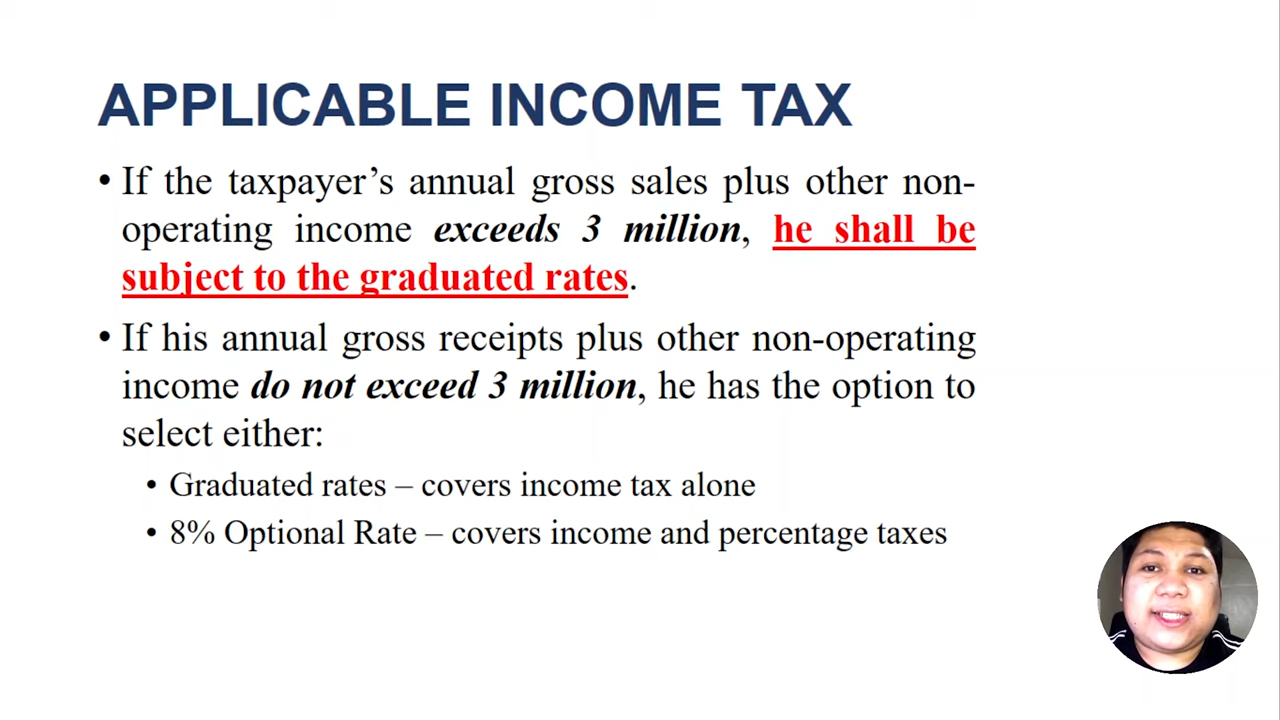 APPLICABLE INCOME TAX
• If the taxpayer’s annual gross sales plus other non-
operating income exceeds 3 million, he shall be
subject to the graduated rates.
• If his annual gross receipts plus other non-operating
income do not exceed 3 million, he has the option to
select either:
• Graduated rates – covers income tax alone
• 8% Optional Rate – covers income and percentage taxes